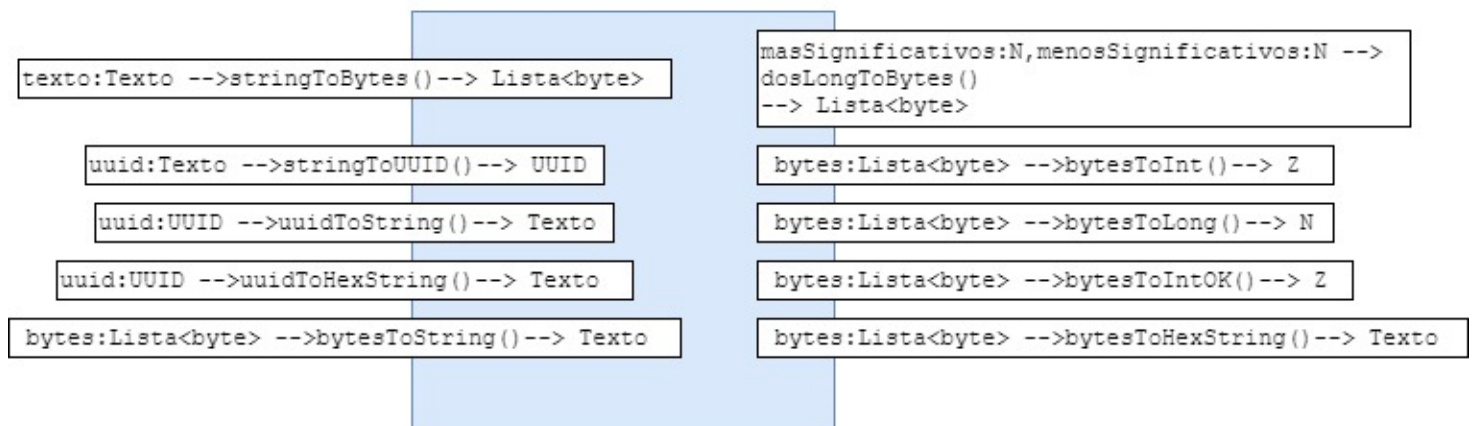 texto:Texto -->stringToBytes()--> Lista<byte>
uuid:Texto -->stringToUUID()--> UUID
uuid:UUID -->uuidToString()--> Texto
uuid:UUID -->uuidToHexString()--> Texto
bytes:Lista<byte> -->bytesToString()--> Texto
masSignificativos:N,menosSignificativos:N -->
dosLongToBytes()
--> Lista<byte>
bytes:Lista<byte> -->bytesToInt()--> Z
bytes:Lista<byte> -->bytesToLong()--> N
bytes:Lista<byte> -->bytesToIntOK()--> Z
bytes:Lista<byte> -->bytesToHexString()--> Texto